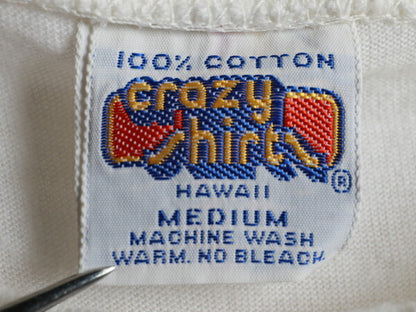 100% COTTON
crazy
shirts
HAWAII
®
MEDIUM
MACHINE WASH
WARM. NO BLEACH